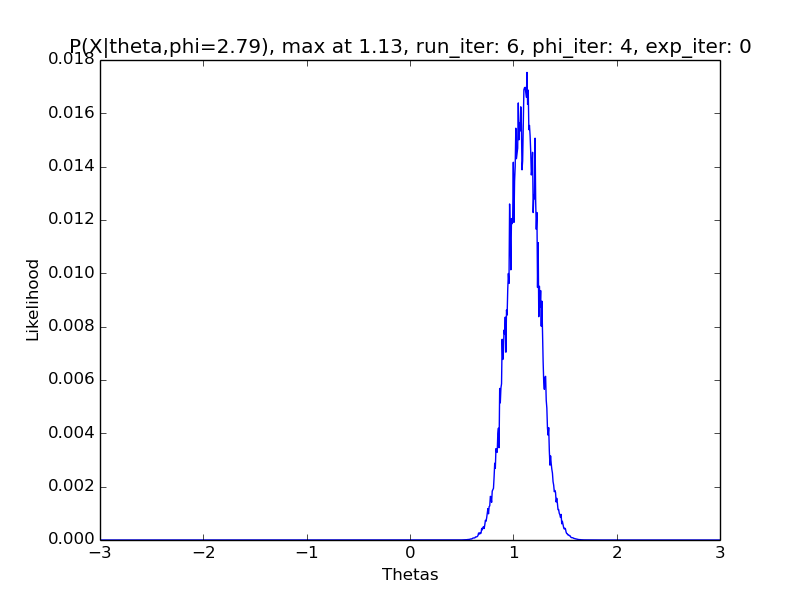 P(X|theta,phi=2.79), max at 1.13, run_iter: 6, phi_iter: 4, exp_iter: 0
0.018
0.016
0.014
0.012
0.010
0.008
0.006
0.004
0.002
0.000
Likelihood
−3 −2 −1 0 1 2 3
Thetas